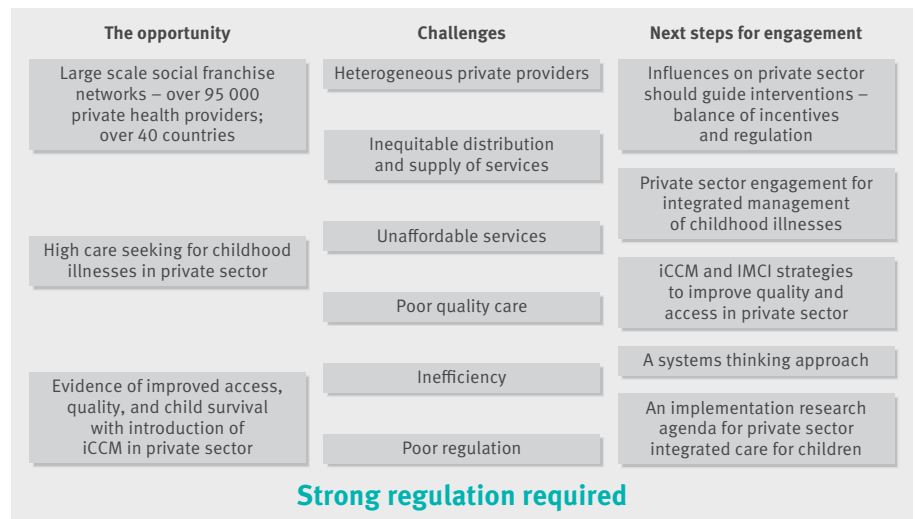 The opportunity
Large scale social franchise
networks – over 95 000
private health providers;
over 40 countries
High care seeking for childhood
illnesses in private sector
Evidence of improved access,
quality, and child survival
with introduction of
iCCM in private sector
Challenges
Heterogeneous private providers
Inequitable distribution
and supply of services
Unaffordable services
Poor quality care
Inefficiency
Poor regulation
Next steps for engagement
Influences on private sector
should guide interventions –
balance of incentives
and regulation
Private sector engagement for
integrated management
of childhood illnesses
iCCM and IMCI strategies
to improve quality and
access in private sector
A systems thinking approach
An implementation research
agenda for private sector
integrated care for children
Strong regulation required